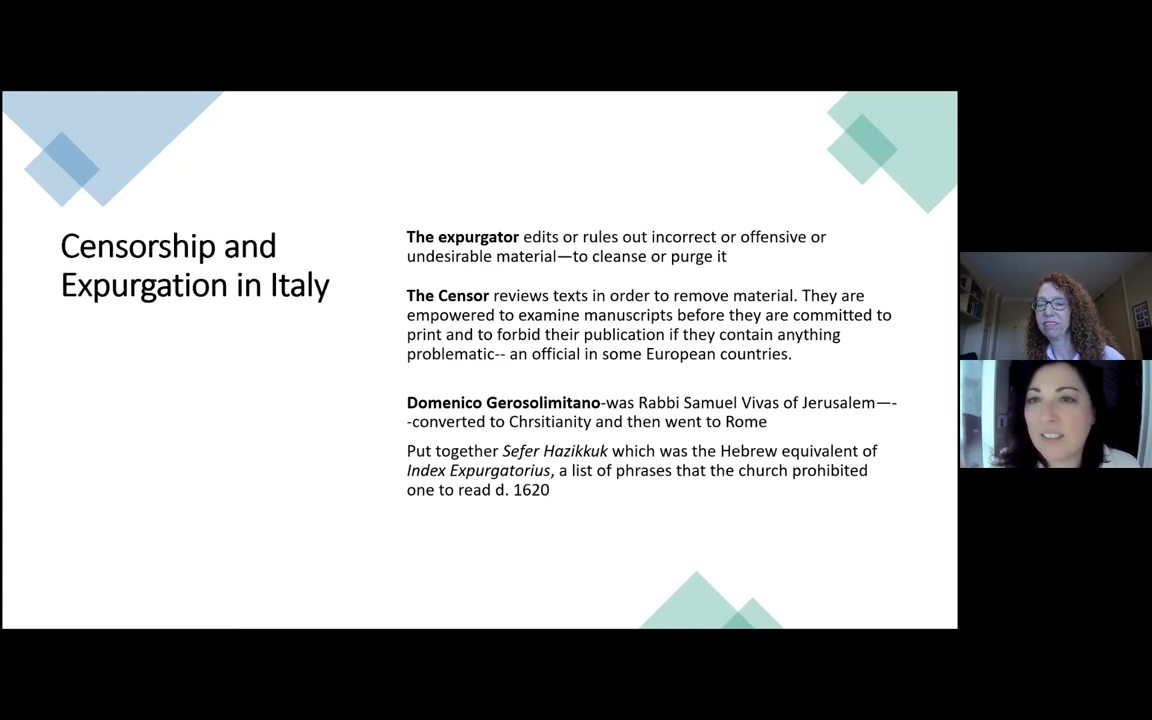 Censorship and
Expurgation in Italy
The expurgator edits or rules out incorrect or offensive or
undesirable material—to cleanse or purge it
The Censor reviews texts in order to remove material. They are
empowered to examine manuscripts before they are committed to
print and to forbid their publication if they contain anything
problematic-- an official in some European countries.
Domenico Gerosolimitano-was Rabbi Samuel Vivas of Jerusalem—-
-converted to Chrsitianity and then went to Rome
Put together Sefer Hazikkuk which was the Hebrew equivalent of
Index Expurgatorius, a list of phrases that the church prohibited
one to read d. 1620